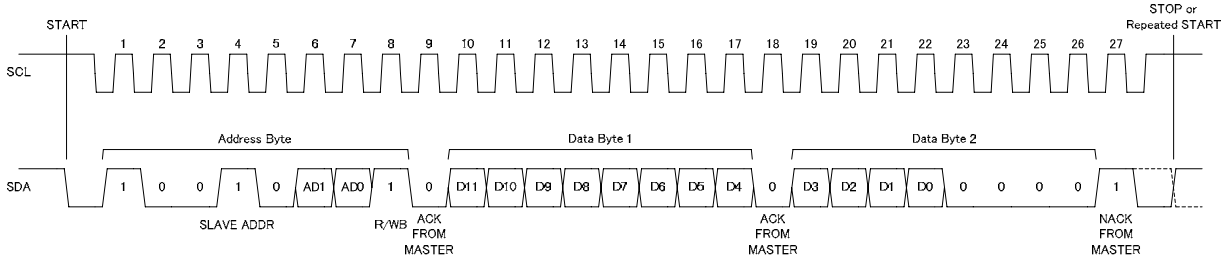 START
STOP or
Repeated START
1 2 3 4 5 6 7 8 9 10 11 12 13 14 15 16 17 18 19 20 21 22 23 24 25 26 27
SCL
Address Byte Data Byte 1 Data Byte 2
SDA
1 0 0 1 0 AD1 AD0 1 0 D11 D10 D9 D8 D7 D6 D5 D4 0 D3 D2 D1 D0 0 0 0 0 1
SLAVE ADDR R/WB
ACK
FROM
MASTER
ACK
FROM
MASTER
NACK
FROM
MASTER